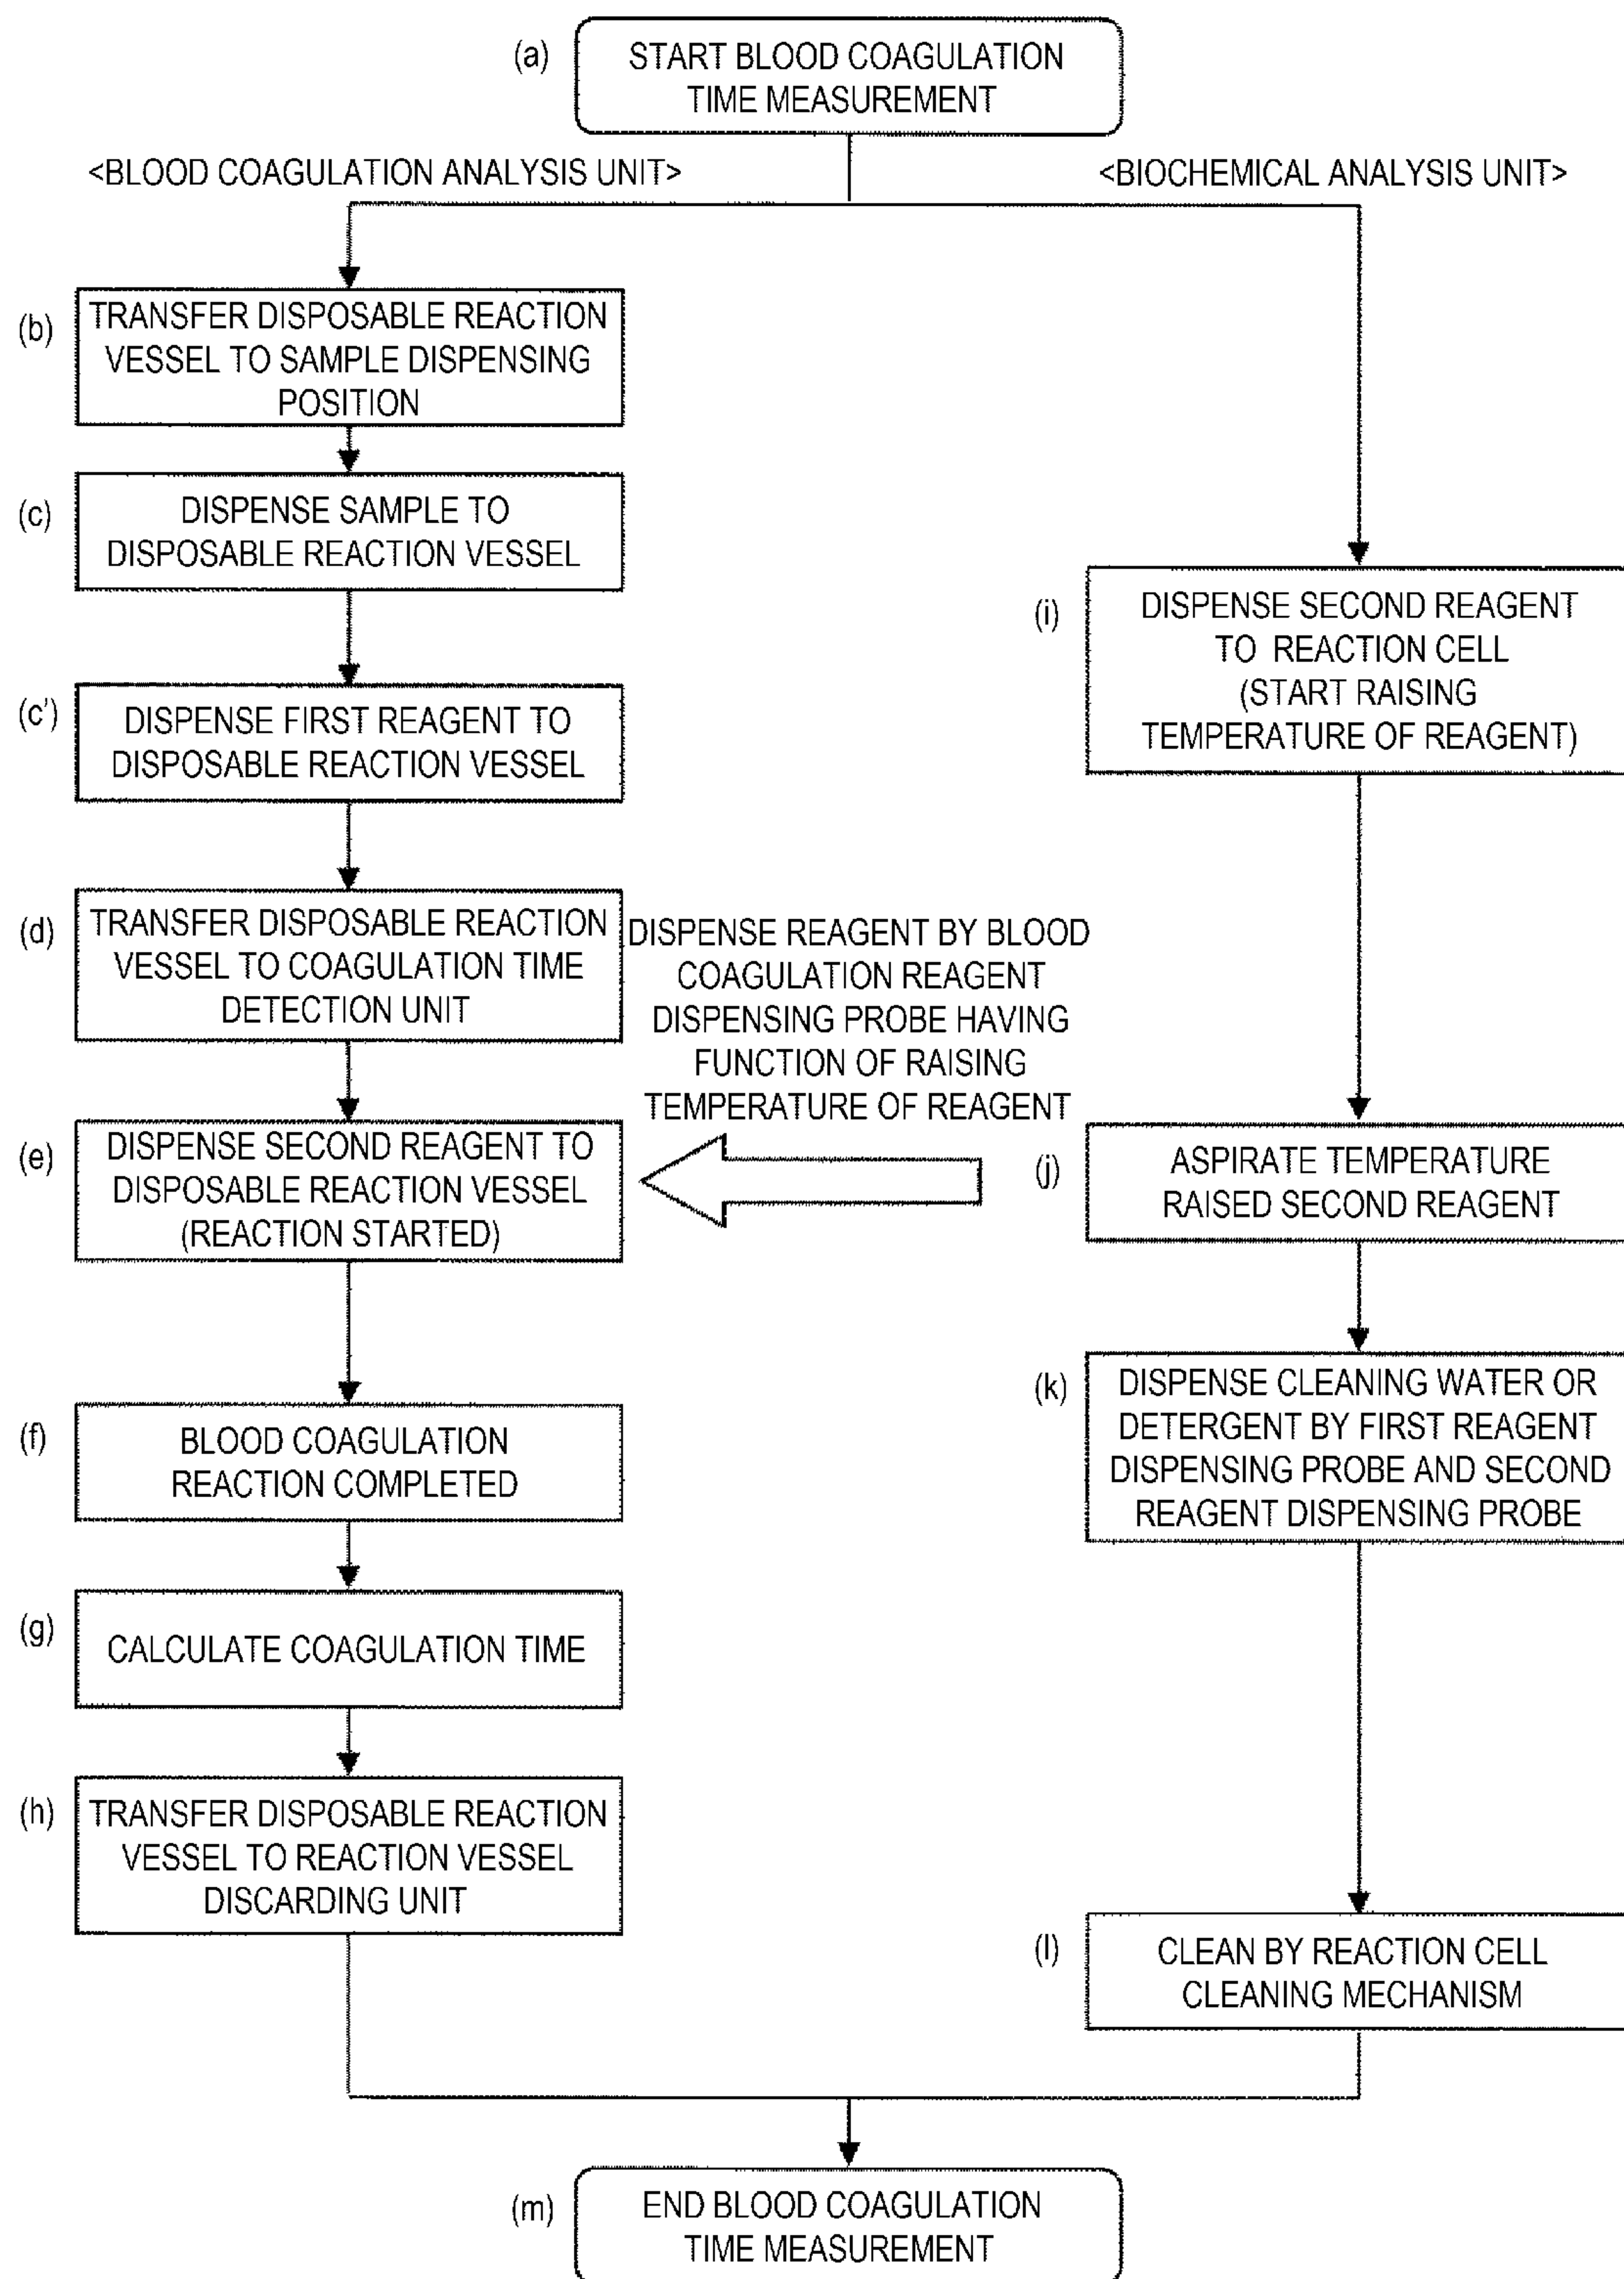 (a)
START BLOOD COAGULATION
TIME MEASUREMENT
<BLOOD COAGULATION ANALYSIS UNIT>
<BIOCHEMICAL ANALYSIS UNIT>
(b)
TRANSFER DISPOSABLE REACTION
VESSEL TO SAMPLE DISPENSING
POSITION
(c)
DISPENSE SAMPLE TO
DISPOSABLE REACTION VESSEL
(c')
DISPENSE FIRST REAGENT TO
DISPOSABLE REACTION VESSEL
(d)
TRANSFER DISPOSABLE REACTION
VESSEL TO COAGULATION TIME
DETECTION UNIT
DISPENSE REAGENT BY BLOOD
COAGULATION REAGENT
DISPENSING PROBE HAVING
FUNCTION OF RAISING
TEMPERATURE OF REAGENT
(e)
DISPENSE SECOND REAGENT TO
DISPOSABLE REACTION VESSEL
(REACTION STARTED)
(f)
BLOOD COAGULATION
REACTION COMPLETED
(g)
CALCULATE COAGULATION TIME
(h)
TRANSFER DISPOSABLE REACTION
VESSEL TO REACTION VESSEL
DISCARDING UNIT
(i)
DISPENSE SECOND REAGENT
TO REACTION CELL
(START RAISING
TEMPERATURE OF REAGENT)
(j)
ASPIRATE TEMPERATURE
RAISED SECOND REAGENT
(k)
DISPENSE CLEANING WATER OR
DETERGENT BY FIRST REAGENT
DISPENSING PROBE AND SECOND
REAGENT DISPENSING PROBE
(l)
CLEAN BY REACTION CELL
CLEANING MECHANISM
(m)
END BLOOD COAGULATION
TIME MEASUREMENT